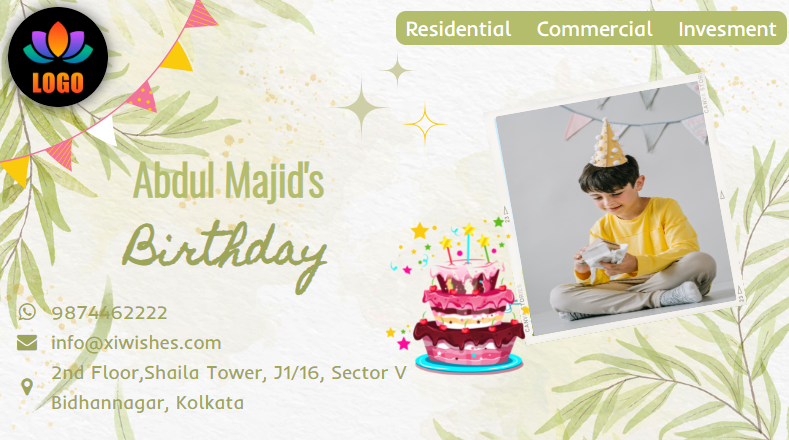 LOGO
Residential Commercial Invesment
Abdul Majid's
Birthday
9874462222
info@xiwishes.com
2nd Floor,Shaila Tower, J1/16, Sector V
Bidhannagar, Kolkata